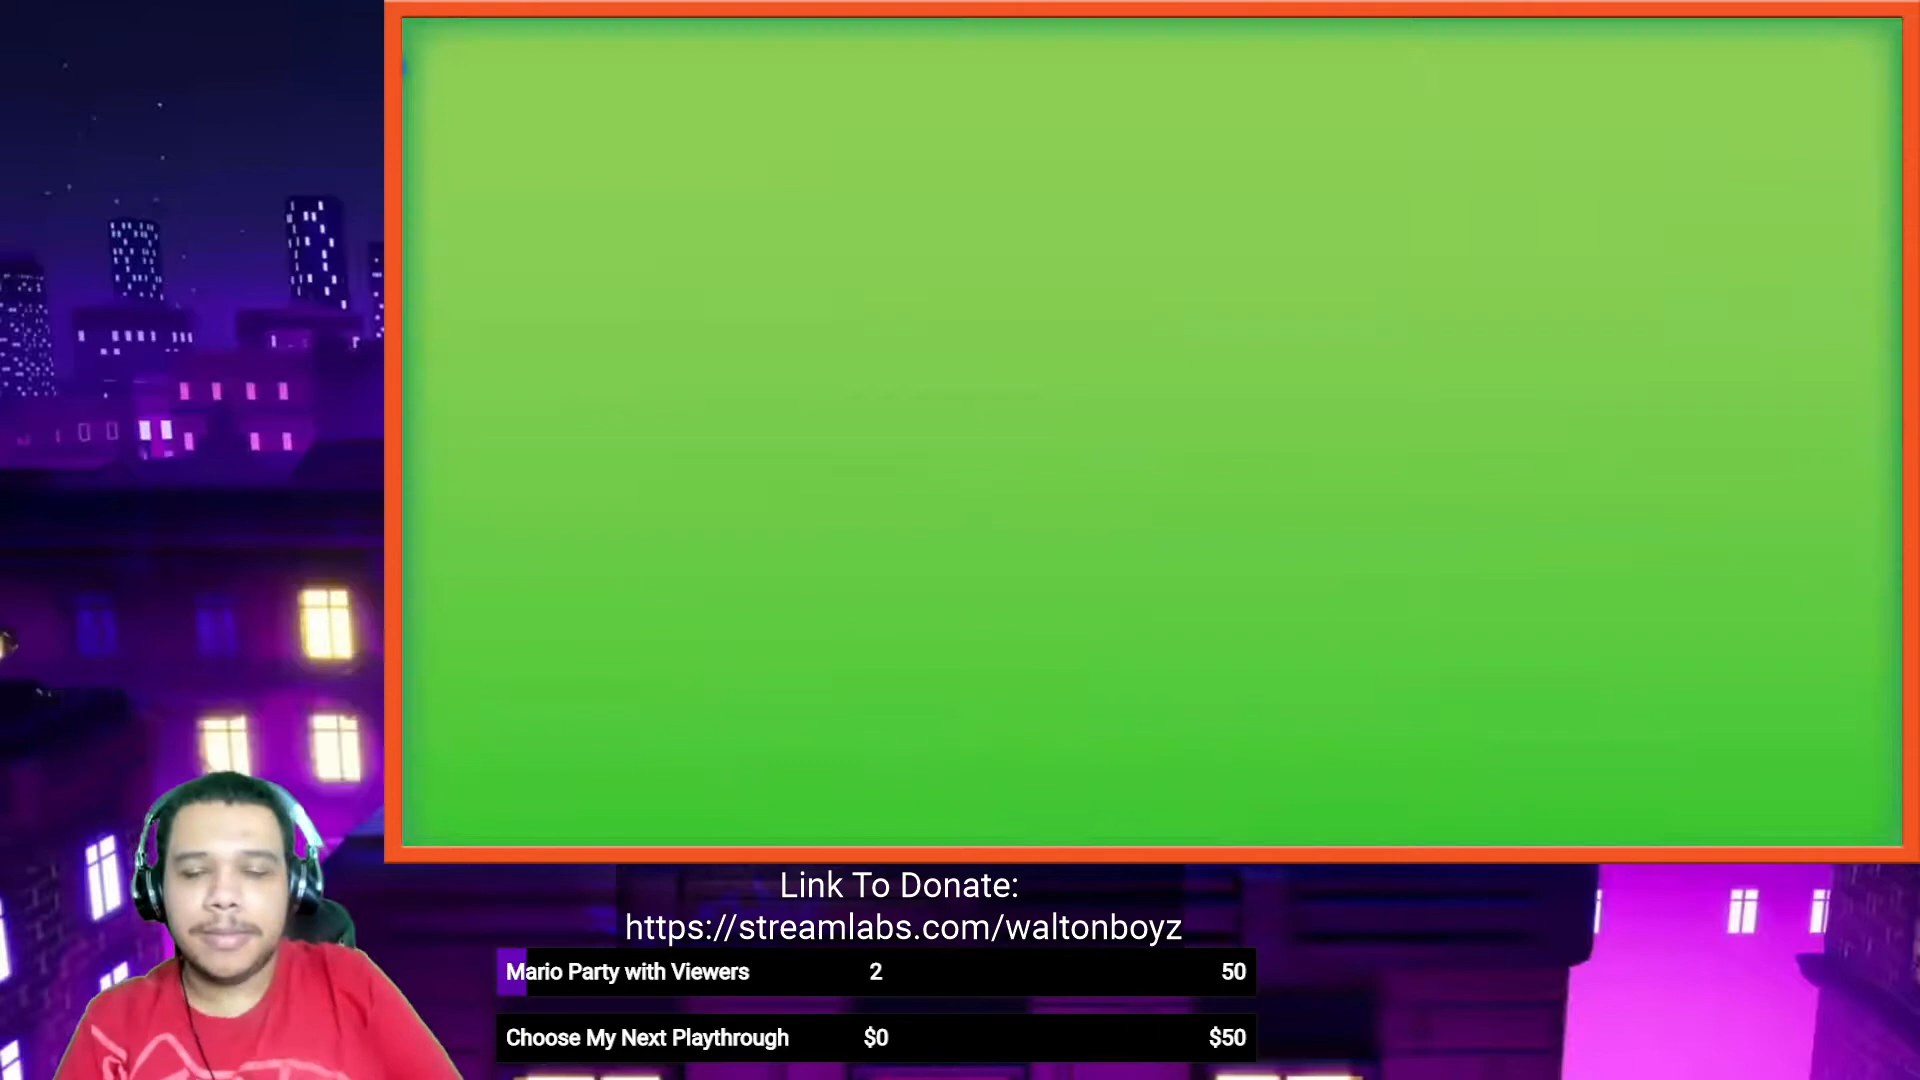 Link To Donate:
https://streamlabs.com/waltonboyz
Mario Party with Viewers 2 50
Choose My Next Playthrough $0 $50